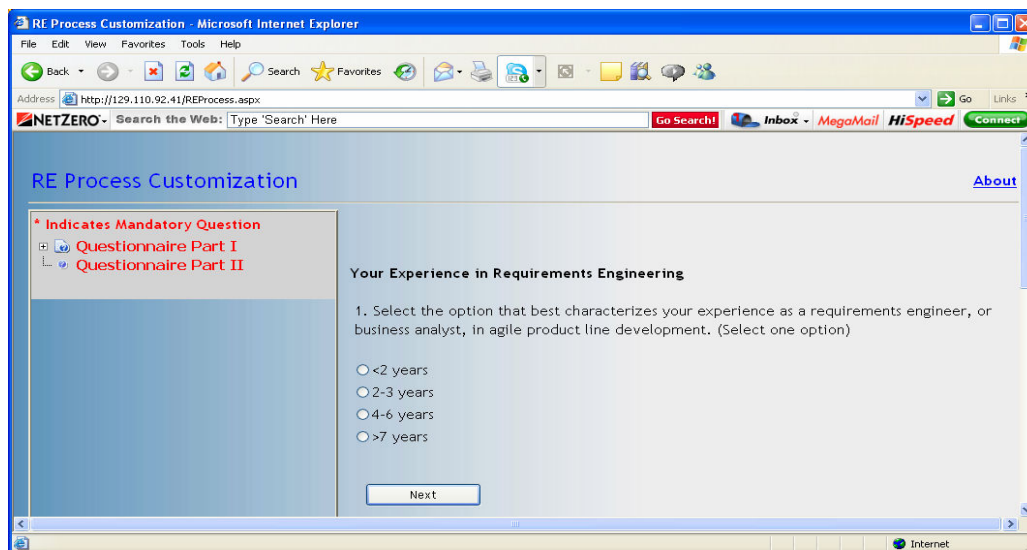 RE Process Customization - Microsoft Internet Explorer
File Edit View Favorites Tools Help
Back Search Favorites
Address http://129.110.92.41/REProcess.aspx Go Links
NETZERO Search the Web: Type 'Search' Here Go Search! Inbox MegaMail HiSpeed Connect
RE Process Customization About
* Indicates Mandatory Question
Questionnaire Part I
Questionnaire Part II
Your Experience in Requirements Engineering
1. Select the option that best characterizes your experience as a requirements engineer, or
business analyst, in agile product line development. (Select one option)
<2 years
2-3 years
4-6 years
>7 years
Next
Internet